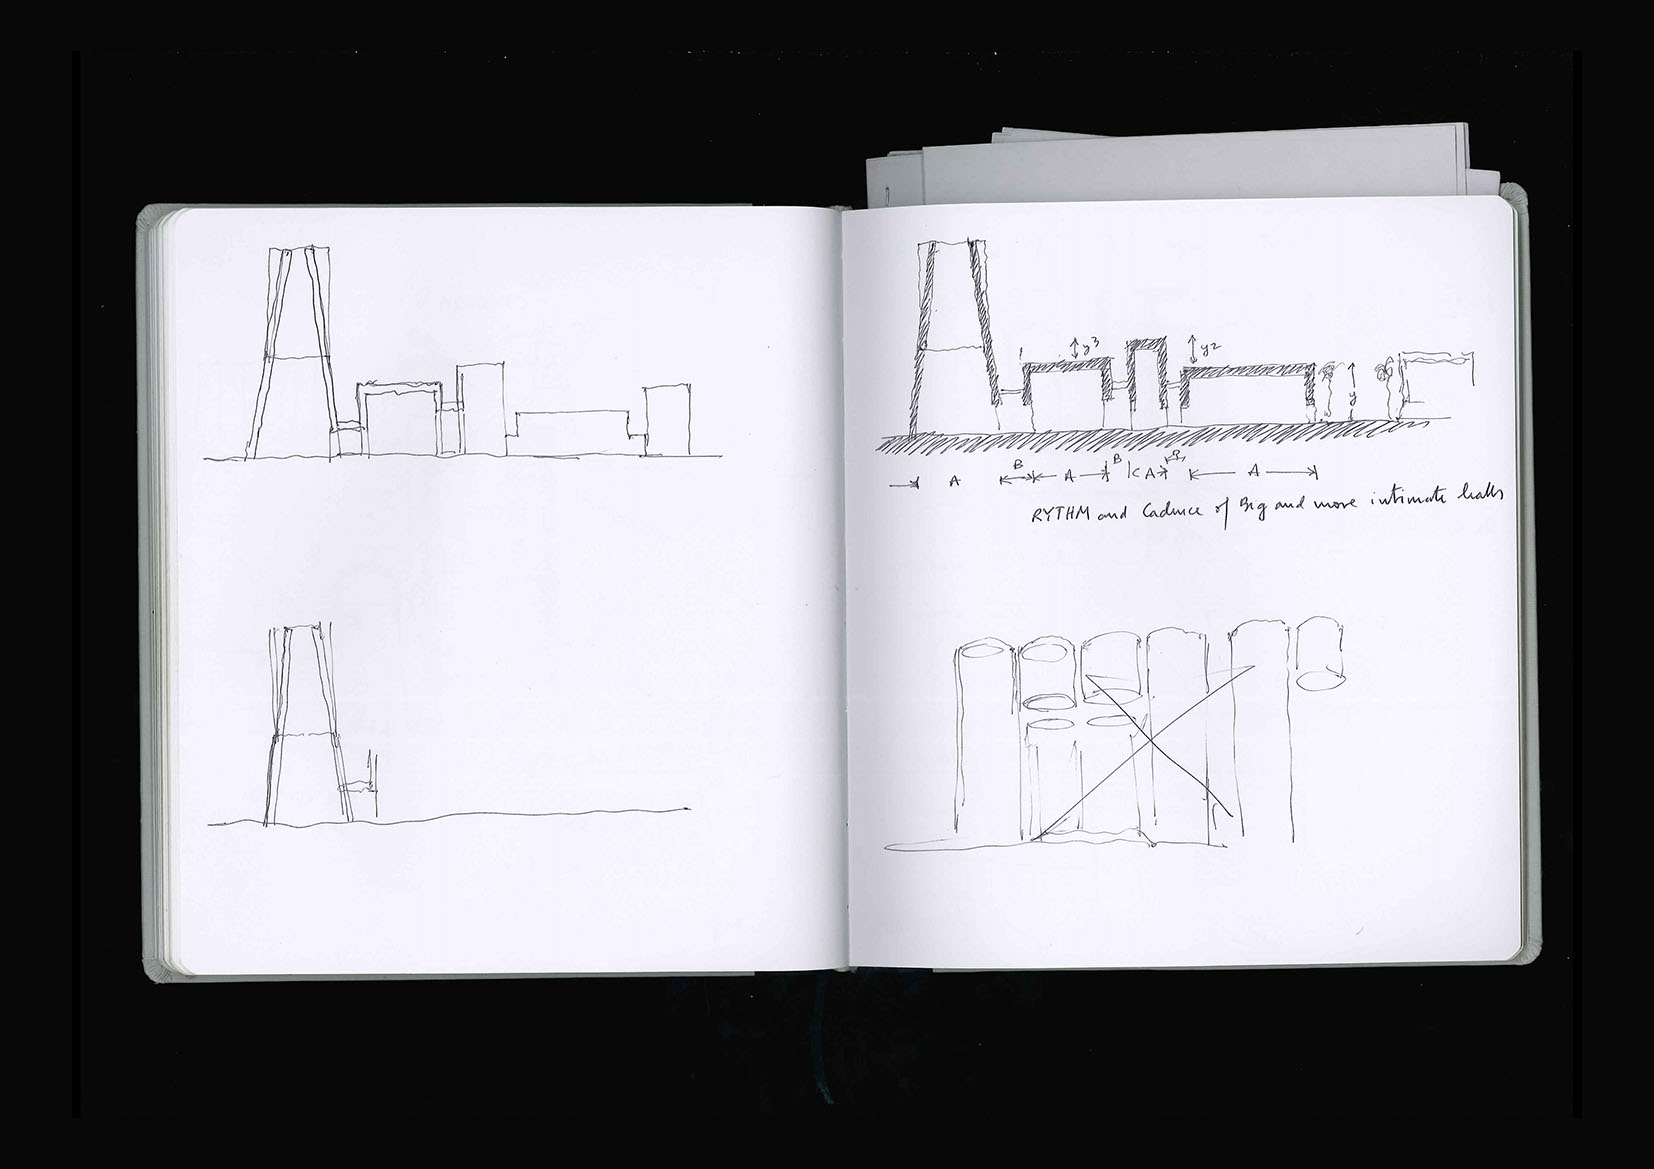 y3
y2
y
A B A B A B A
RYTHM and Cadence of Big and more intimate halls